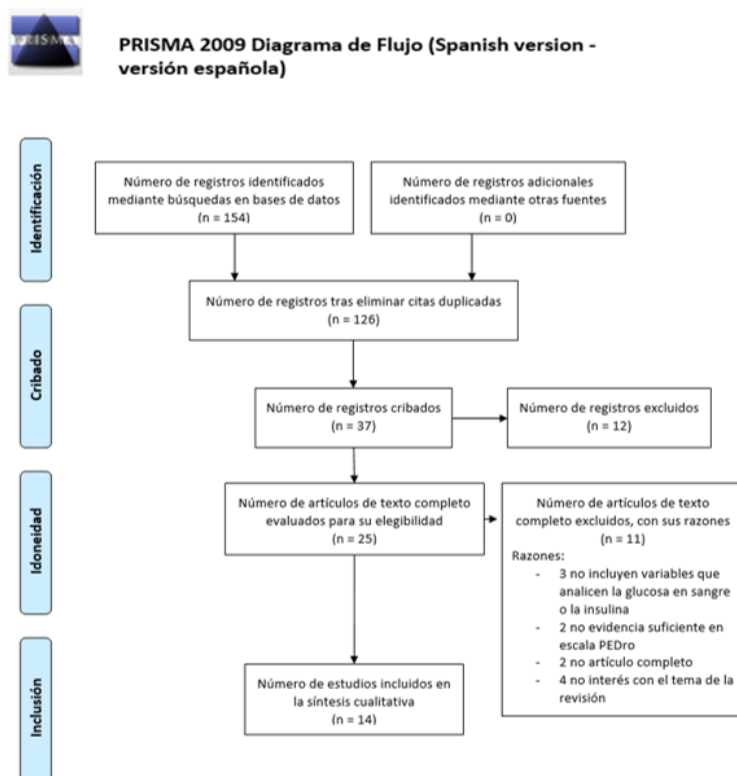 PRISMA
PRISMA 2009 Diagrama de Flujo (Spanish version -
versión española)
Identificación
Número de registros identificados
mediante búsquedas en bases de datos
(n = 154)
Número de registros adicionales
identificados mediante otras fuentes
(n = 0)
Número de registros tras eliminar citas duplicadas
(n = 126)
Cribado
Número de registros cribados
(n = 37)
Número de registros excluidos
(n = 12)
Idoneidad
Número de artículos de texto completo
evaluados para su elegibilidad
(n = 25)
Número de artículos de texto
completo excluidos, con sus razones
(n = 11)
Razones:
- 3 no incluyen variables que
analicen la glucosa en sangre
o la insulina
- 2 no evidencia suficiente en
escala PEDro
- 2 no artículo completo
- 4 no interés con el tema de la
revisión
Inclusión
Número de estudios incluidos en
la síntesis cualitativa
(n = 14)